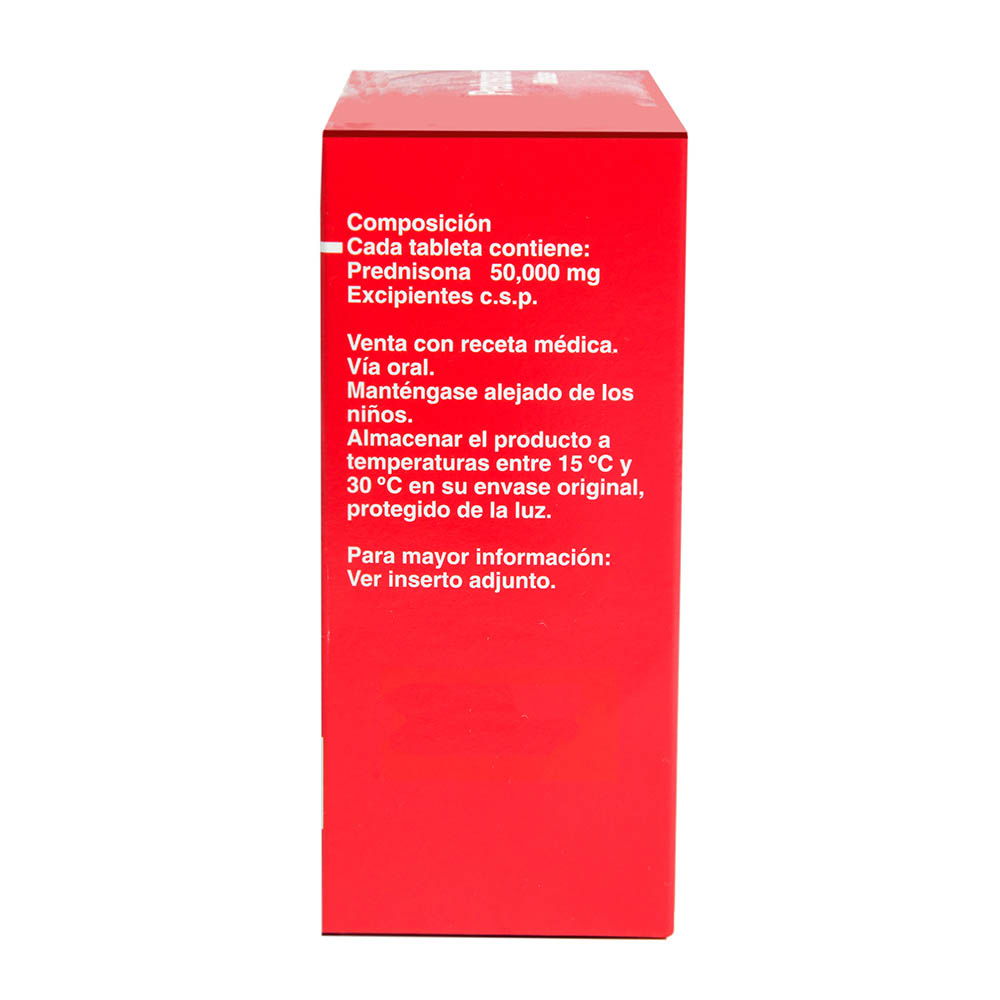 Composición
Cada tableta contiene:
Prednisona 50,000 mg
Excipientes c.s.p.
Venta con receta médica.
Vía oral.
Manténgase alejado de los
niños.
Almacenar el producto a
temperaturas entre 15 ºC y
30 ºC en su envase original,
protegido de la luz.
Para mayor información:
Ver inserto adjunto.